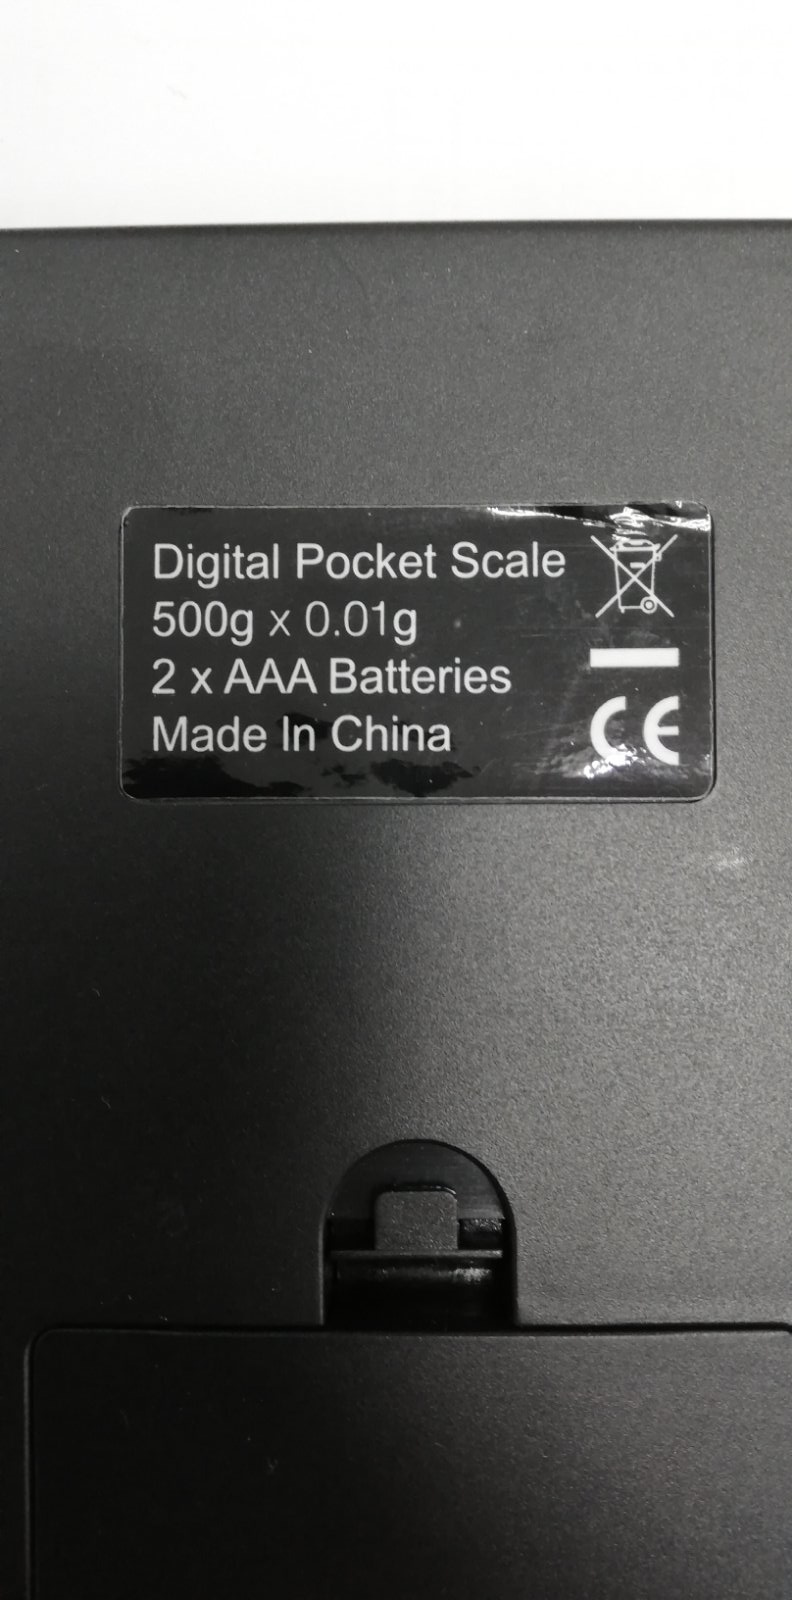 Digital Pocket Scale
500g x 0.01g
2 x AAA Batteries
Made In China
CE